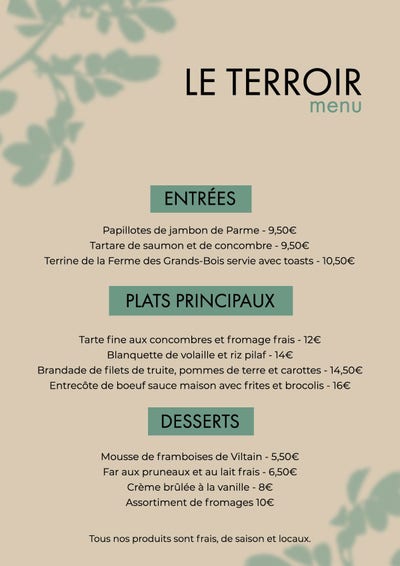 LE TERROIR
menu
ENTRÉES
Papillotes de jambon de Parme - 9,50€
Tartare de saumon et de concombre - 9,50€
Terrine de la Ferme des Grands-Bois servie avec toasts - 10,50€
PLATS PRINCIPAUX
Tarte fine aux concombres et fromage frais - 12€
Blanquette de volaille et riz pilaf - 14€
Brandade de filets de truite, pommes de terre et carottes - 14,50€
Entrecôte de boeuf sauce maison avec frites et brocolis - 16€
DESSERTS
Mousse de framboises de Viltain - 5,50€
Far aux pruneaux et au lait frais - 6,50€
Crème brûlée à la vanille - 8€
Assortiment de fromages 10€
Tous nos produits sont frais, de saison et locaux.